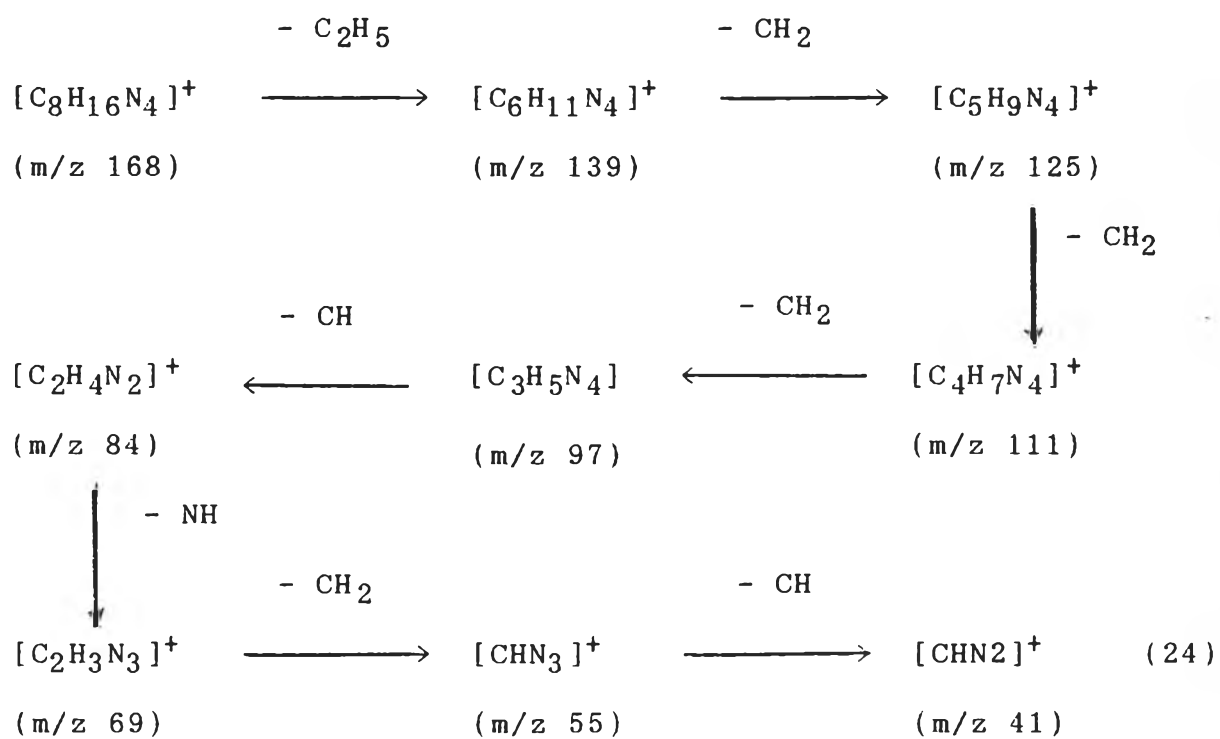 - C₂H₅ - CH₂
[C₈H₁₆N₄]⁺ ⟶ [C₆H₁₁N₄]⁺ ⟶ [C₅H₉N₄]⁺
(m/z 168) (m/z 139) (m/z 125)
- CH₂
- CH - CH₂
[C₂H₄N₂]⁺ ⟵ [C₃H₅N₄] ⟵ [C₄H₇N₄]⁺
(m/z 84) (m/z 97) (m/z 111)
- NH
- CH₂ - CH
[C₂H₃N₃]⁺ ⟶ [CHN₃]⁺ ⟶ [CHN2]⁺ (24)
(m/z 69) (m/z 55) (m/z 41)